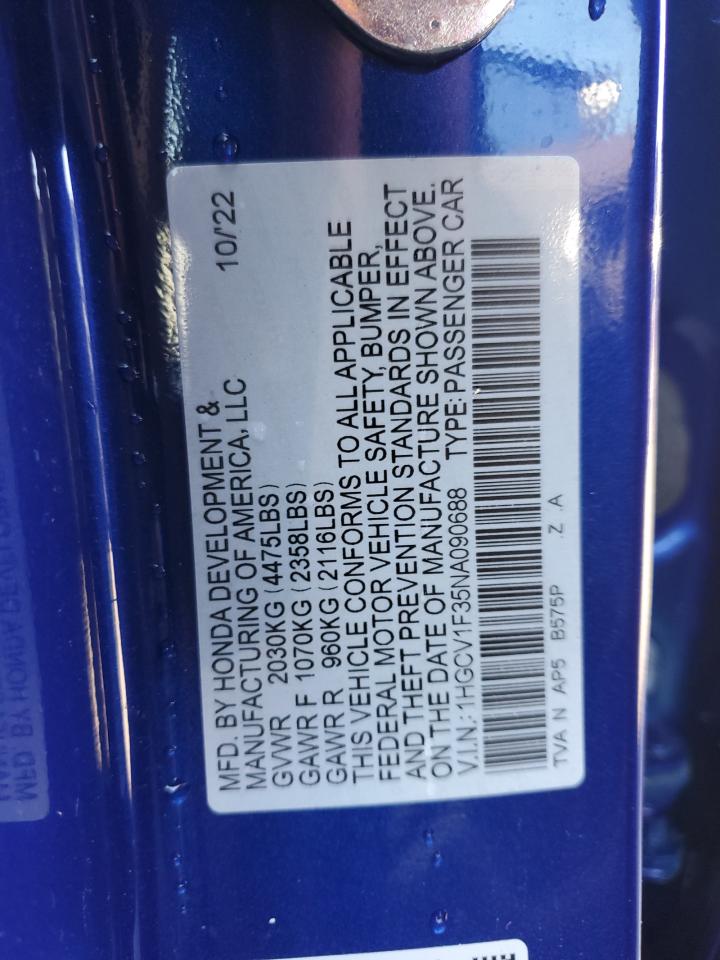 MFD. BY HONDA DEVELOPMENT &
MANUFACTURING OF AMERICA, LLC 10/'22
GVWR 2030KG (4475LBS)
GAWR F 1070KG (2358LBS)
GAWR R 960KG (2116LBS)
THIS VEHICLE CONFORMS TO ALL APPLICABLE
FEDERAL MOTOR VEHICLE SAFETY, BUMPER,
AND THEFT PREVENTION STANDARDS IN EFFECT
ON THE DATE OF MANUFACTURE SHOWN ABOVE.
V.I.N.: 1HGCV1F35NA090688 TYPE: PASSENGER CAR
TVA N AP5 B575P .Z .A